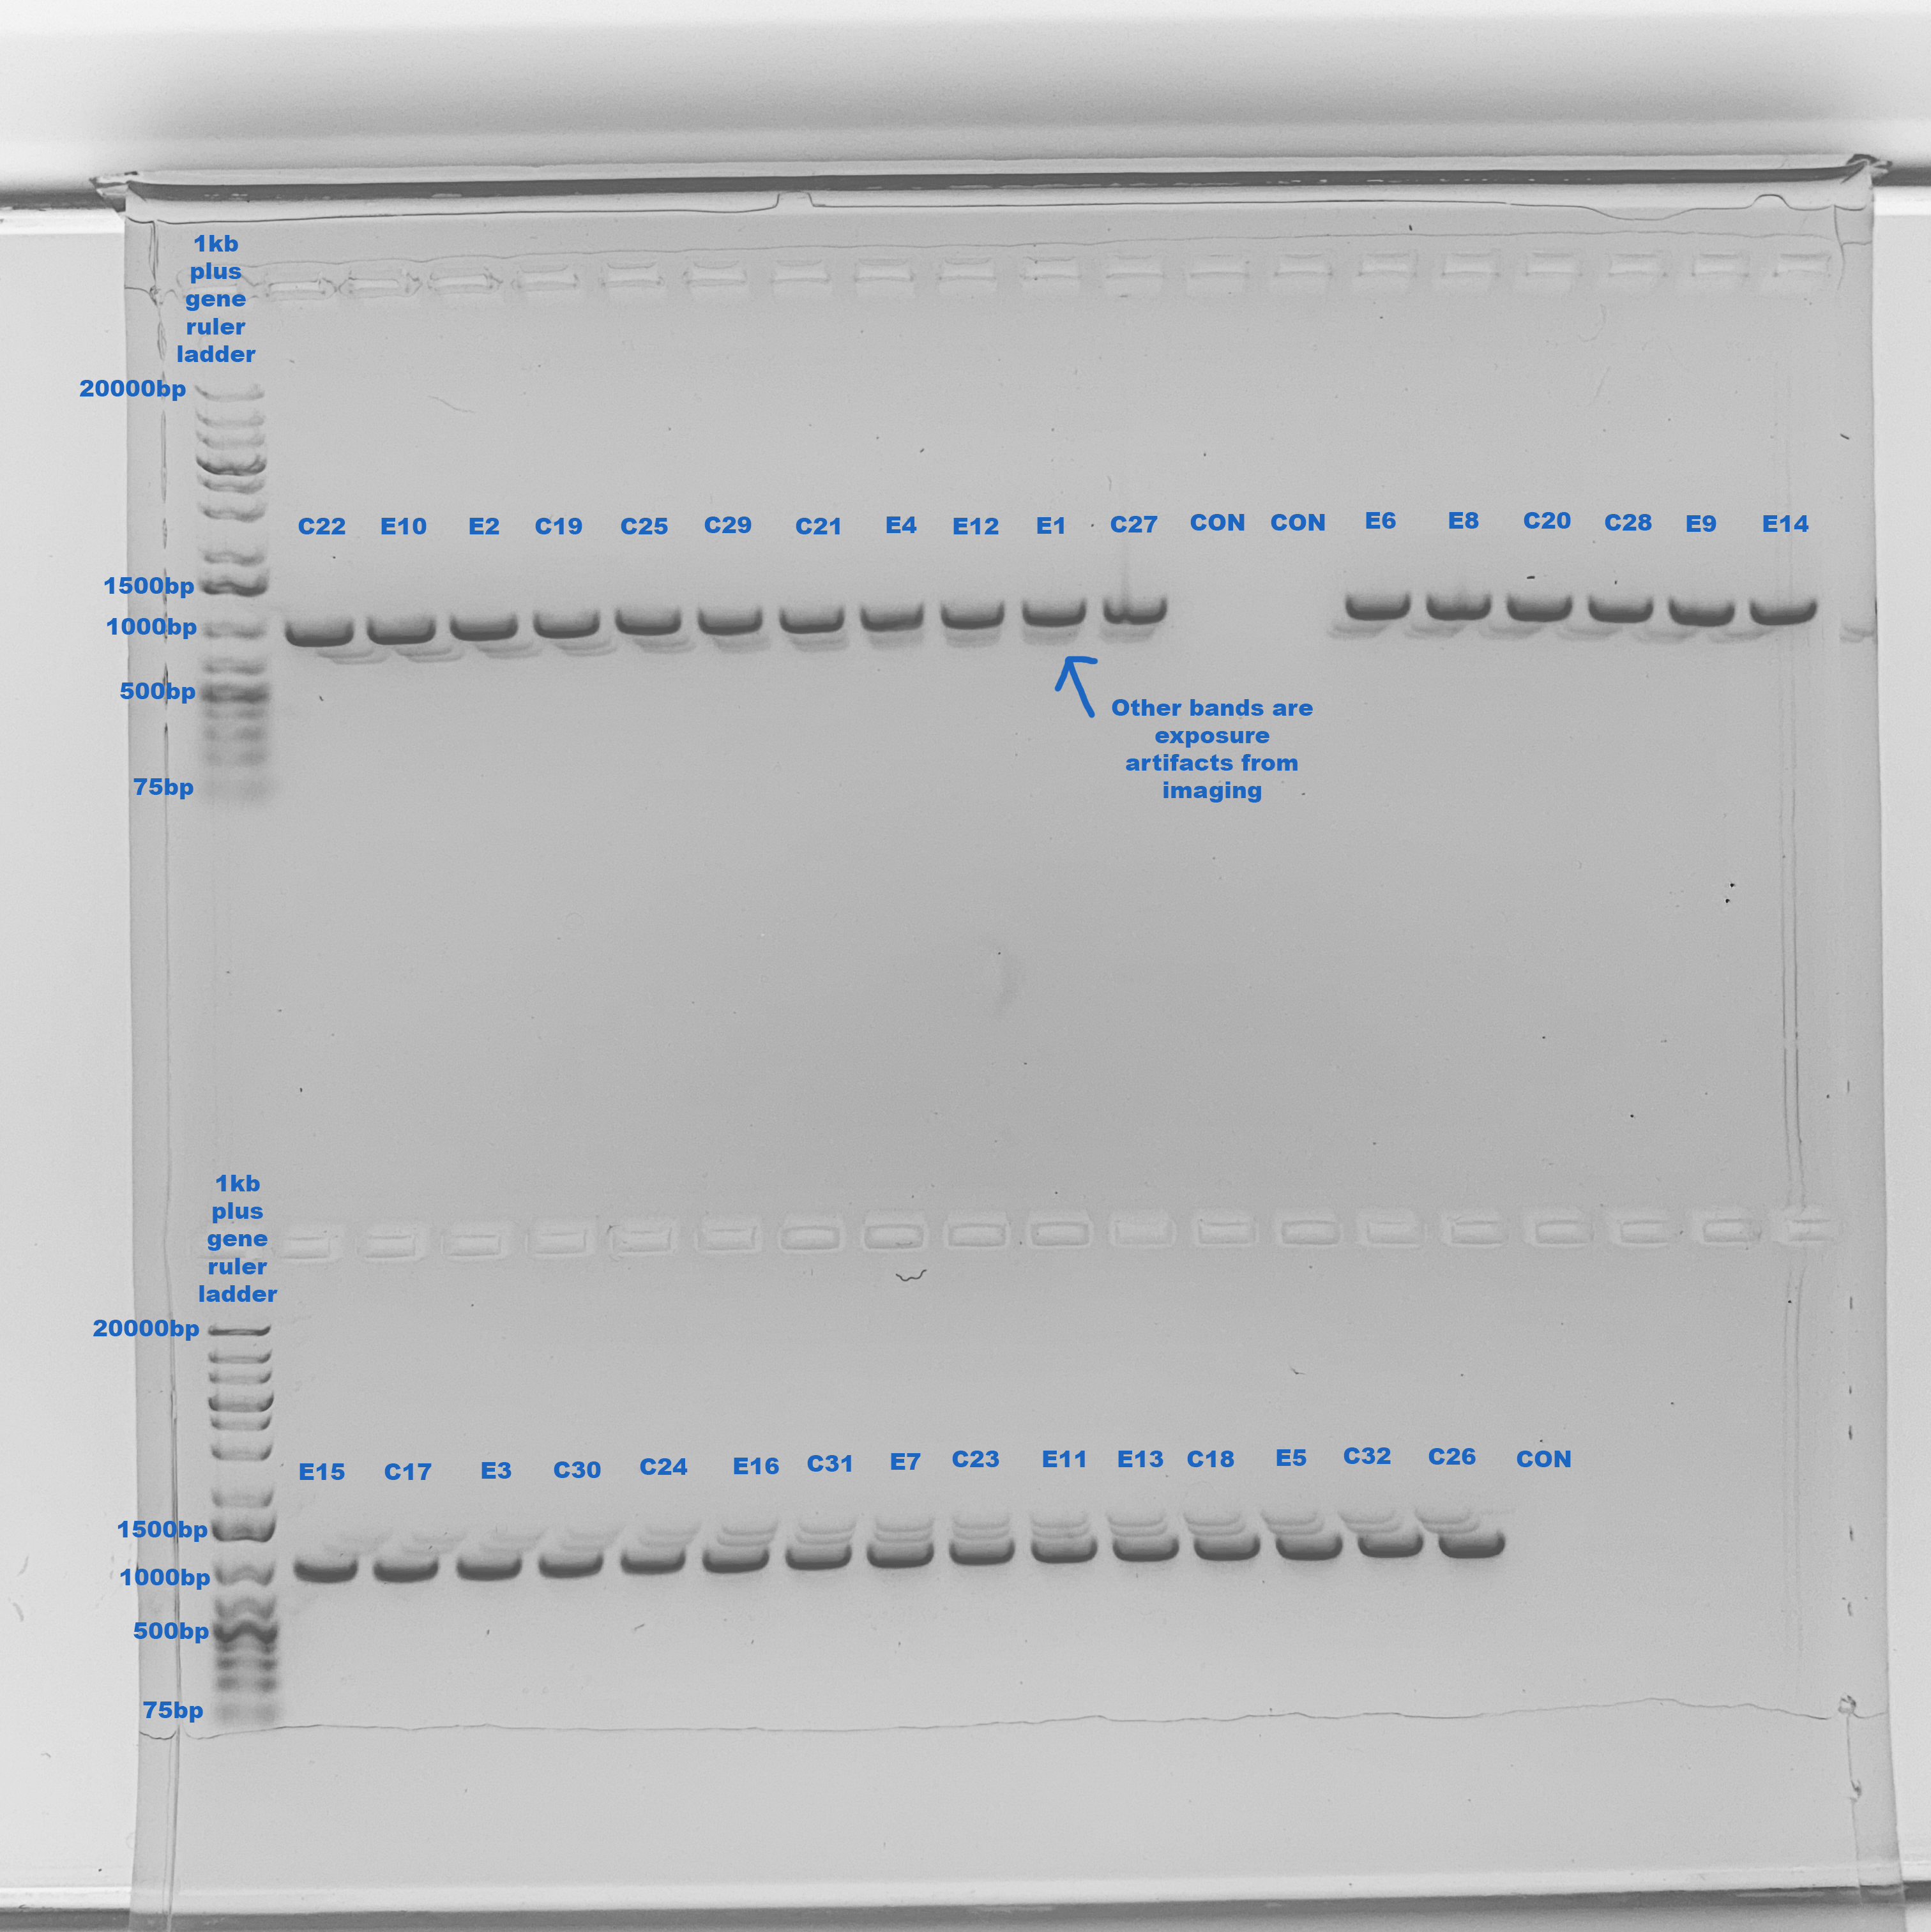 1kb
plus
gene
ruler
ladder
20000bp
C22 E10 E2 C19 C25 C29 C21 E4 E12 E1 C27 CON CON E6 E8 C20 C28 E9 E14
1500bp
1000bp
500bp
Other bands are
exposure
artifacts from
imaging
75bp
1kb
plus
gene
ruler
ladder
20000bp
E15 C17 E3 C30 C24 E16 C31 E7 C23 E11 E13 C18 E5 C32 C26 CON
1500bp
1000bp
500bp
75bp